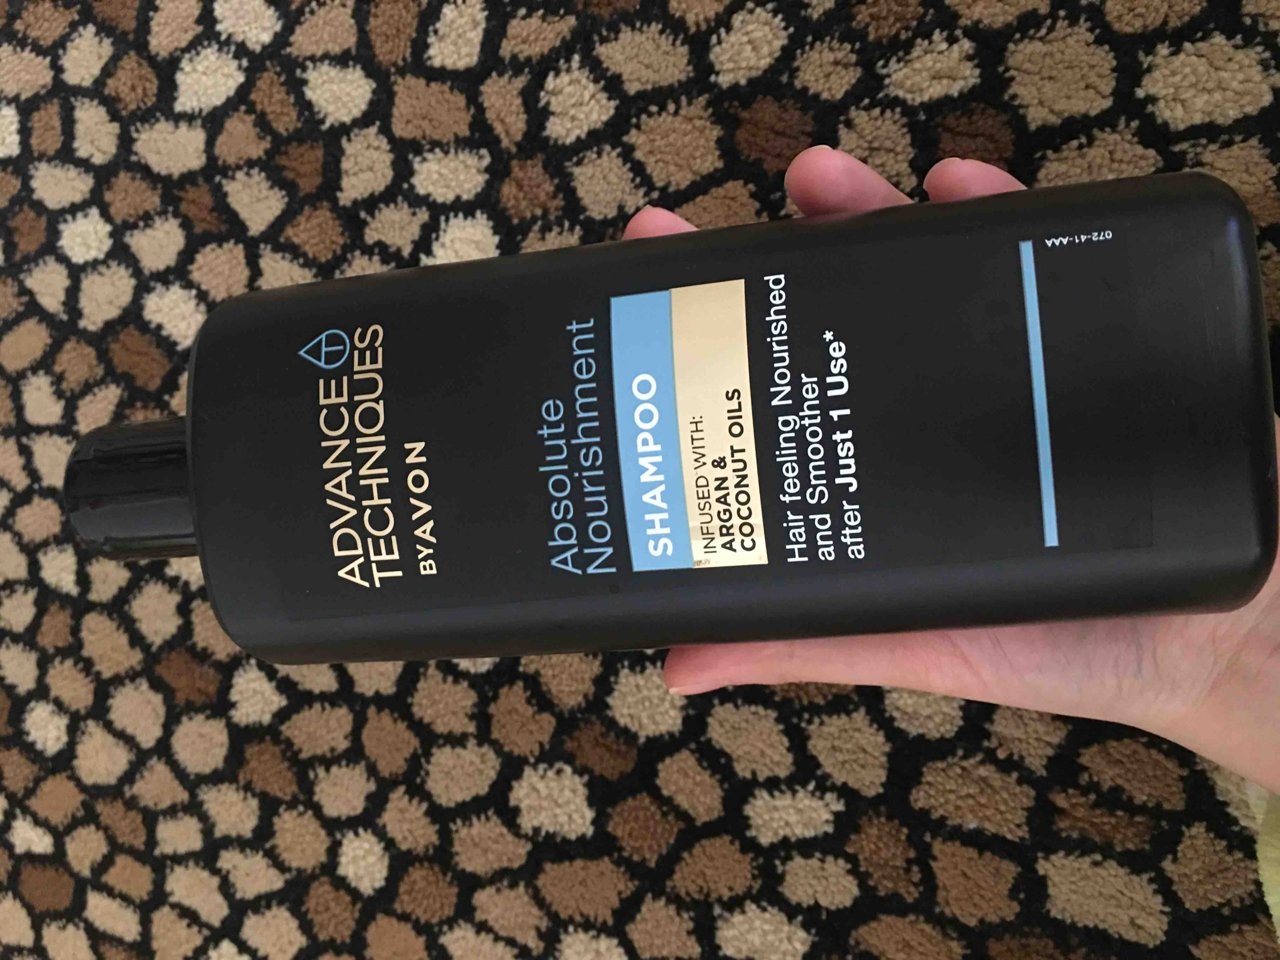 ADVANCE
TECHNIQUES
BY AVON
Absolute
Nourishment
SHAMPOO
INFUSED WITH:
ARGAN &
COCONUT OILS
Hair feeling Nourished
and Smoother
after Just 1 Use*
072-41-AAA